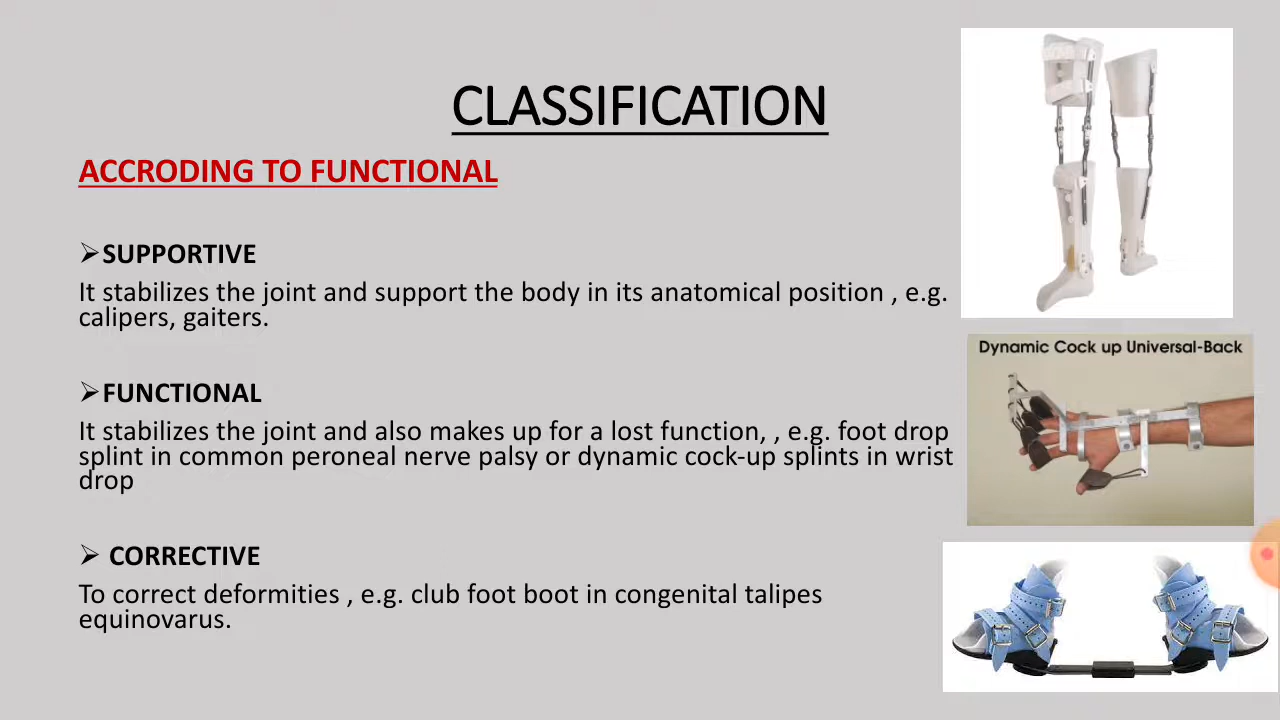 CLASSIFICATION
ACCRODING TO FUNCTIONAL
➢SUPPORTIVE
It stabilizes the joint and support the body in its anatomical position , e.g.
calipers, gaiters.
➢FUNCTIONAL
It stabilizes the joint and also makes up for a lost function, , e.g. foot drop
splint in common peroneal nerve palsy or dynamic cock-up splints in wrist
drop
➢ CORRECTIVE
To correct deformities , e.g. club foot boot in congenital talipes
equinovarus.
Dynamic Cock up Universal-Back